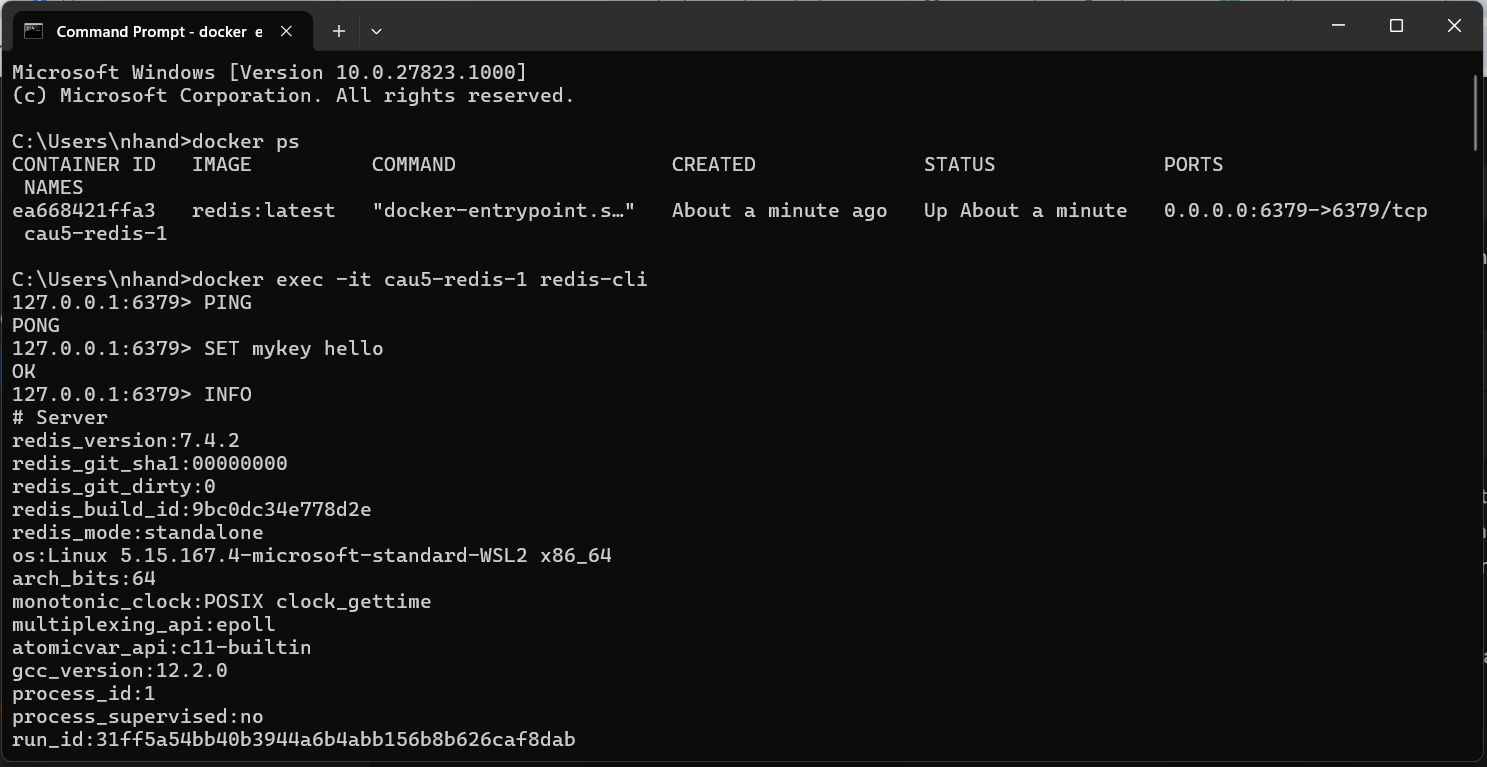 Command Prompt - docker e
Microsoft Windows [Version 10.0.27823.1000]
(c) Microsoft Corporation. All rights reserved.
C:\Users\nhand>docker ps
CONTAINER ID   IMAGE          COMMAND                  CREATED              STATUS              PORTS
NAMES
ea668421ffa3   redis:latest   "docker-entrypoint.s…"   About a minute ago   Up About a minute   0.0.0.0:6379->6379/tcp
cau5-redis-1
C:\Users\nhand>docker exec -it cau5-redis-1 redis-cli
127.0.0.1:6379> PING
PONG
127.0.0.1:6379> SET mykey hello
OK
127.0.0.1:6379> INFO
# Server
redis_version:7.4.2
redis_git_sha1:00000000
redis_git_dirty:0
redis_build_id:9bc0dc34e778d2e
redis_mode:standalone
os:Linux 5.15.167.4-microsoft-standard-WSL2 x86_64
arch_bits:64
monotonic_clock:POSIX clock_gettime
multiplexing_api:epoll
atomicvar_api:c11-builtin
gcc_version:12.2.0
process_id:1
process_supervised:no
run_id:31ff5a54bb40b3944a6b4abb156b8b626caf8dab